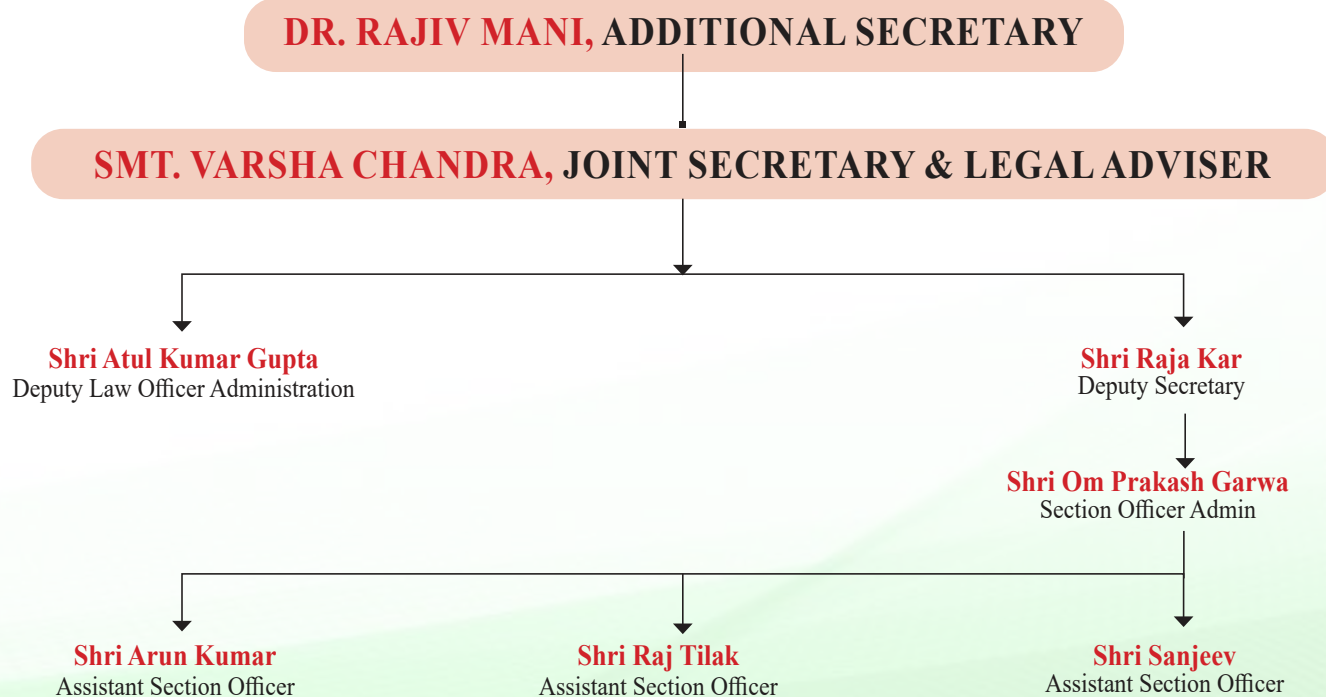 DR. RAJIV MANI, ADDITIONAL SECRETARY
SMT. VARSHA CHANDRA, JOINT SECRETARY & LEGAL ADVISER
Shri Atul Kumar Gupta
Deputy Law Officer Administration
Shri Raja Kar
Deputy Secretary
Shri Om Prakash Garwa
Section Officer Admin
Shri Arun Kumar
Assistant Section Officer
Shri Raj Tilak
Assistant Section Officer
Shri Sanjeev
Assistant Section Officer